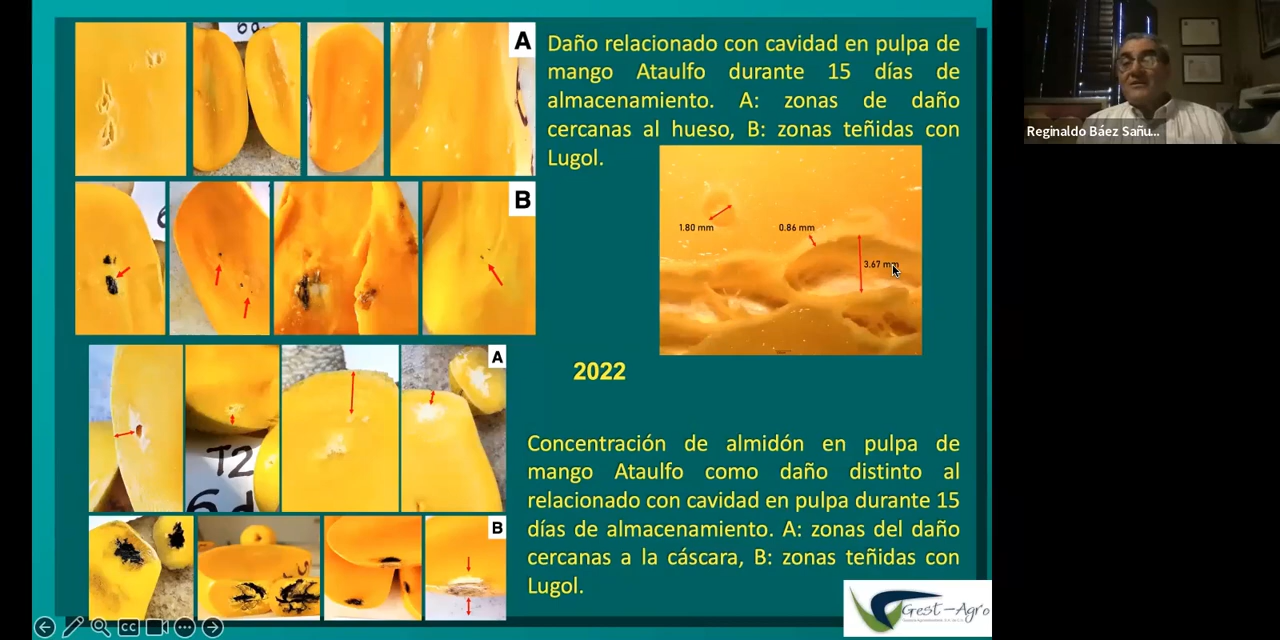 A
Daño relacionado con cavidad en pulpa de
mango Ataulfo durante 15 días de
almacenamiento. A: zonas de daño
cercanas al hueso, B: zonas teñidas con
Lugol.
B
1.80 mm
0.86 mm
3.67 mm
2022
A
T2
6d
B
Concentración de almidón en pulpa de
mango Ataulfo como daño distinto al
relacionado con cavidad en pulpa durante 15
días de almacenamiento. A: zonas del daño
cercanas a la cáscara, B: zonas teñidas con
Lugol.
Grest-Agro
CC
Reginaldo Báez Sañu...